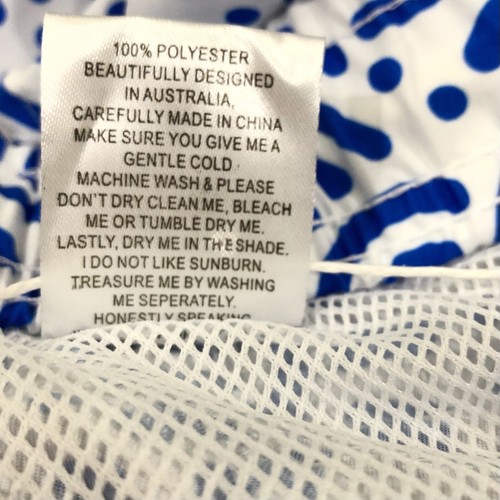 100% POLYESTER
BEAUTIFULLY DESIGNED
IN AUSTRALIA,
CAREFULLY MADE IN CHINA
MAKE SURE YOU GIVE ME A
GENTLE COLD
MACHINE WASH & PLEASE
DON'T DRY CLEAN ME, BLEACH
ME OR TUMBLE DRY ME.
LASTLY, DRY ME IN THE SHADE.
I DO NOT LIKE SUNBURN.
TREASURE ME BY WASHING
ME SEPERATELY.
HONESTLY SPEAKING